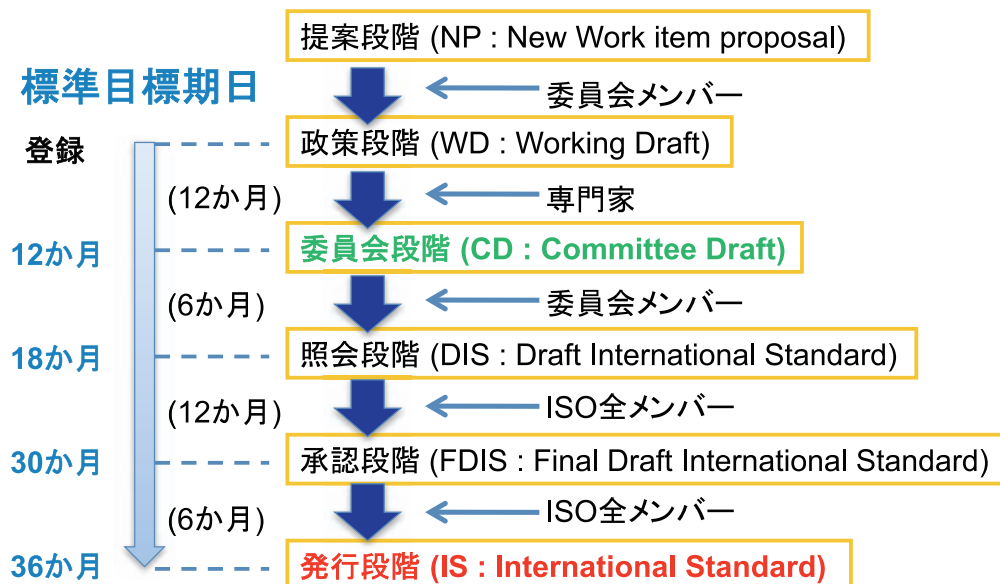 提案段階 (NP : New Work item proposal)
標準目標期日
委員会メンバー
登録
政策段階 (WD : Working Draft)
(12か月)
専門家
12か月
委員会段階 (CD : Committee Draft)
(6か月)
委員会メンバー
18か月
照会段階 (DIS : Draft International Standard)
(12か月)
ISO全メンバー
30か月
承認段階 (FDIS : Final Draft International Standard)
(6か月)
ISO全メンバー
36か月
発行段階 (IS : International Standard)